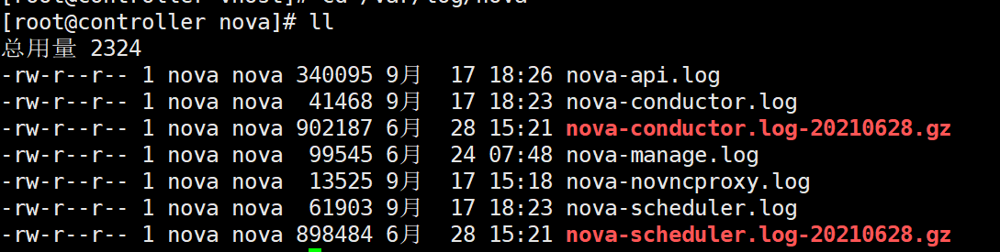 [root@controller vhost]# cd /var/log/nova
[root@controller nova]# ll
总用量 2324
-rw-r--r-- 1 nova nova 340095 9月  17 18:26 nova-api.log
-rw-r--r-- 1 nova nova  41468 9月  17 18:23 nova-conductor.log
-rw-r--r-- 1 nova nova 902187 6月  28 15:21 nova-conductor.log-20210628.gz
-rw-r--r-- 1 nova nova  99545 6月  24 07:48 nova-manage.log
-rw-r--r-- 1 nova nova  13525 9月  17 15:18 nova-novncproxy.log
-rw-r--r-- 1 nova nova  61903 9月  17 18:23 nova-scheduler.log
-rw-r--r-- 1 nova nova 898484 6月  28 15:21 nova-scheduler.log-20210628.gz